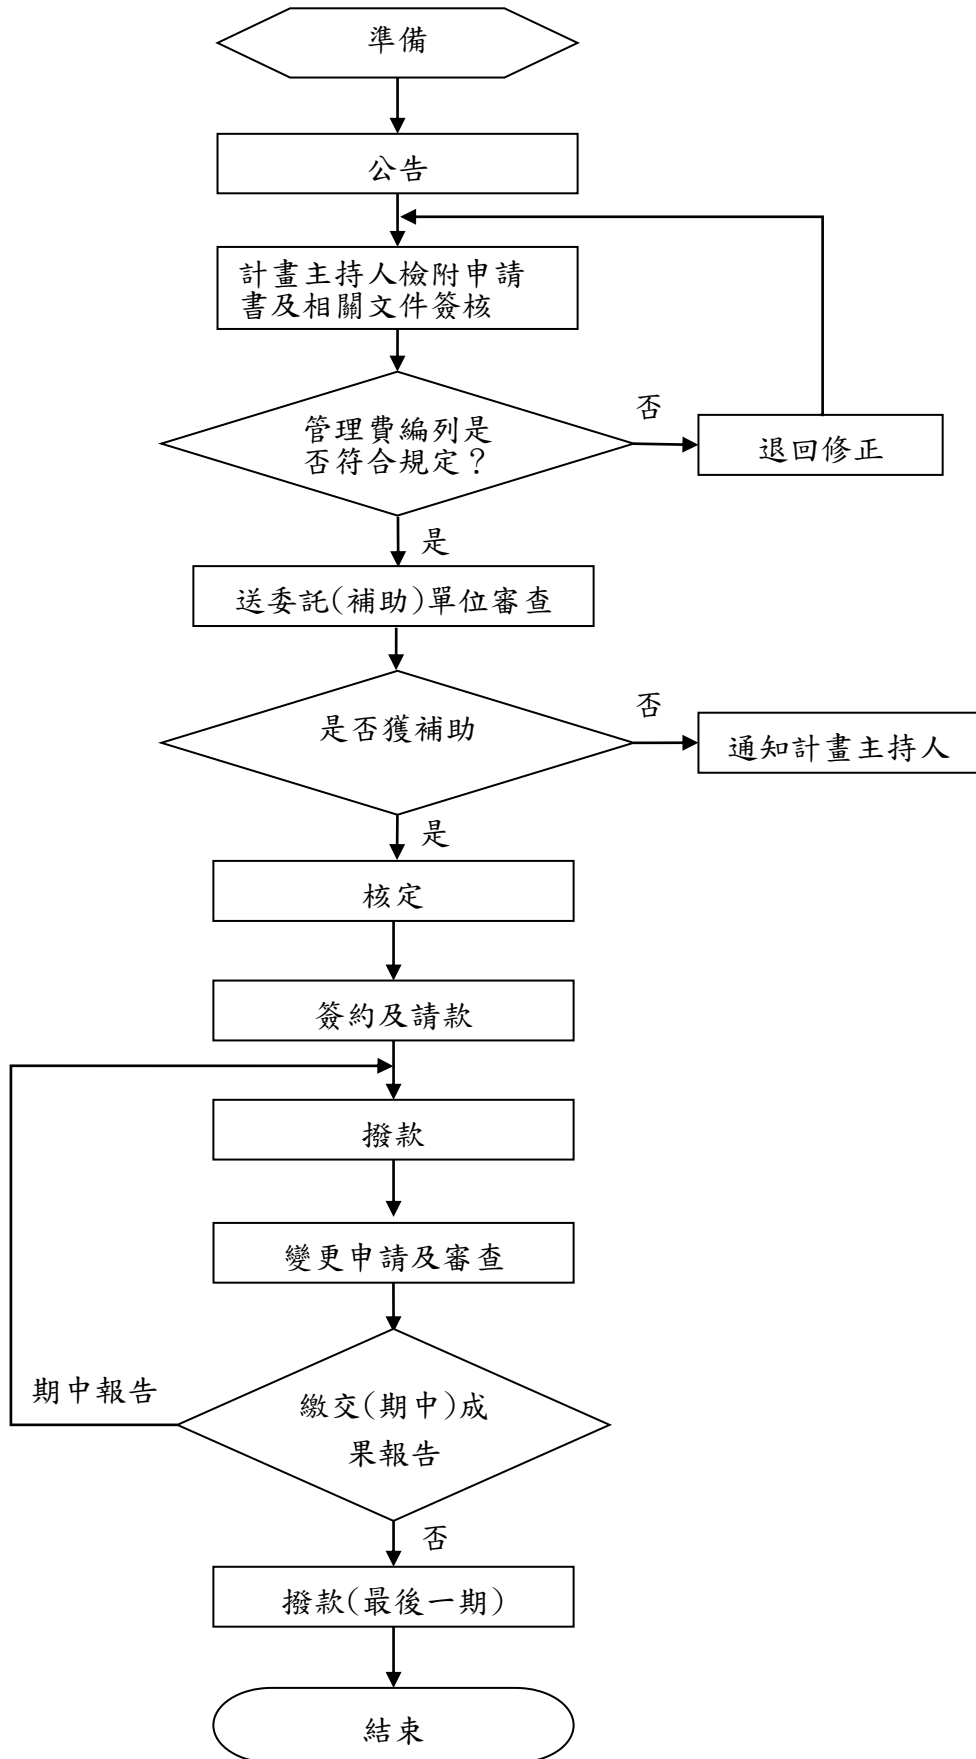 準備
公告
計畫主持人檢附申請
書及相關文件簽核
管理費編列是
否符合規定？
否
退回修正
是
送委託(補助)單位審查
是否獲補助
否
通知計畫主持人
是
核定
簽約及請款
撥款
變更申請及審查
期中報告
繳交(期中)成
果報告
否
撥款(最後一期)
結束